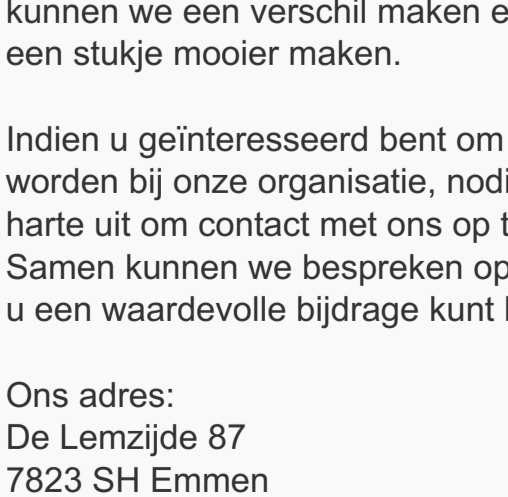 kunnen we een verschil maken e
een stukje mooier maken.
Indien u geïnteresseerd bent om
worden bij onze organisatie, nodi
harte uit om contact met ons op t
Samen kunnen we bespreken op
u een waardevolle bijdrage kunt
Ons adres:
De Lemzijde 87
7823 SH Emmen